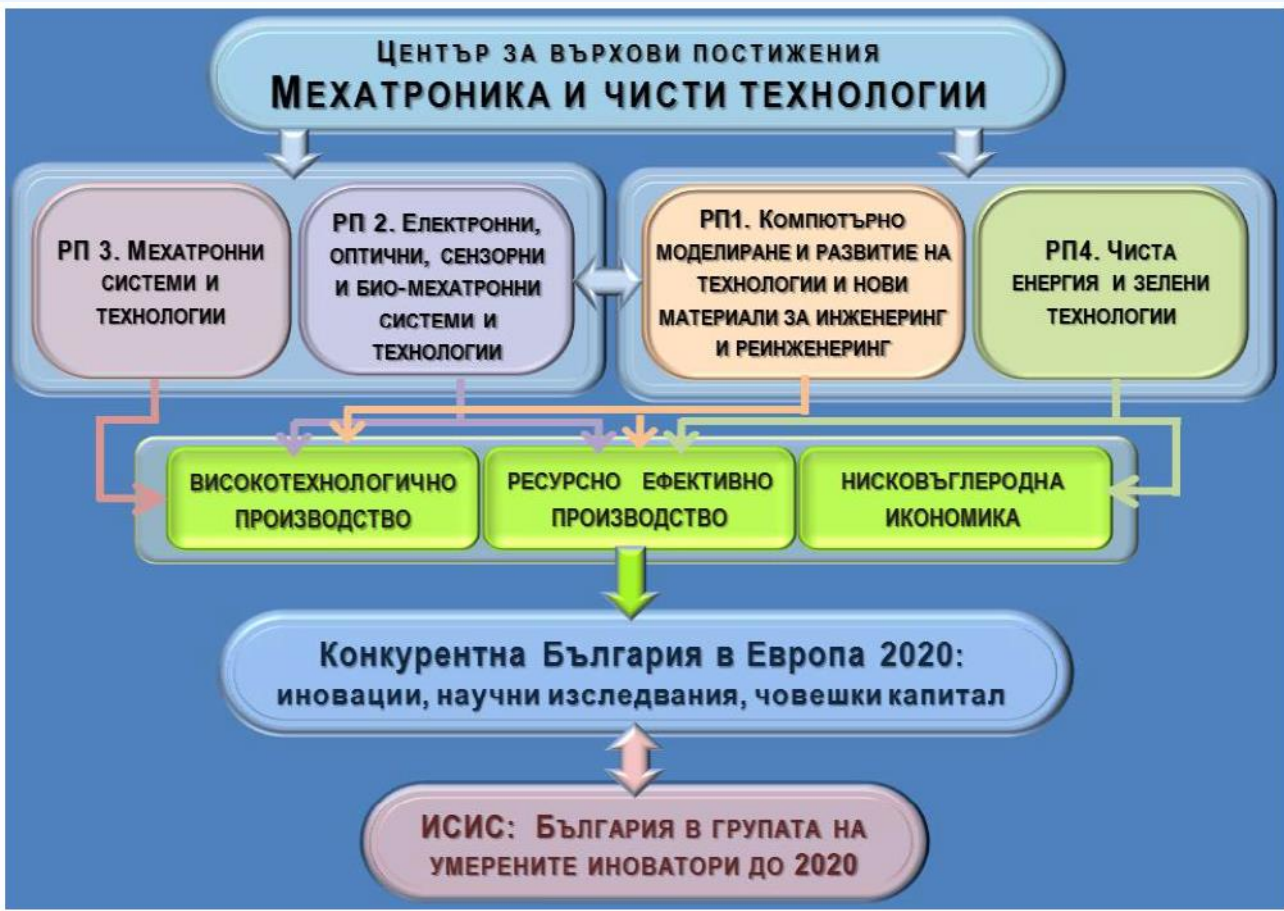 ЦЕНТЪР ЗА ВЪРХОВИ ПОСТИЖЕНИЯ
МЕХАТРОНИКА И ЧИСТИ ТЕХНОЛОГИИ
РП 3. МЕХАТРОННИ
СИСТЕМИ И
ТЕХНОЛОГИИ
РП 2. ЕЛЕКТРОННИ,
ОПТИЧНИ, СЕНЗОРНИ
И БИО-МЕХАТРОННИ
СИСТЕМИ И
ТЕХНОЛОГИИ
РП1. КОМПЮТЪРНО
МОДЕЛИРАНЕ И РАЗВИТИЕ НА
ТЕХНОЛОГИИ И НОВИ
МАТЕРИАЛИ ЗА ИНЖЕНЕРИНГ
И РЕИНЖЕНЕРИНГ
РП4. ЧИСТА
ЕНЕРГИЯ И ЗЕЛЕНИ
ТЕХНОЛОГИИ
ВИСОКОТЕХНОЛОГИЧНО
ПРОИЗВОДСТВО
РЕСУРСНО ЕФЕКТИВНО
ПРОИЗВОДСТВО
НИСКОВЪГЛЕРОДНА
ИКОНОМИКА
Конкурентна България в Европа 2020:
иновации, научни изследвания, човешки капитал
ИСИС: БЪЛГАРИЯ В ГРУПАТА НА
УМЕРЕНИТЕ ИНОВАТОРИ ДО 2020